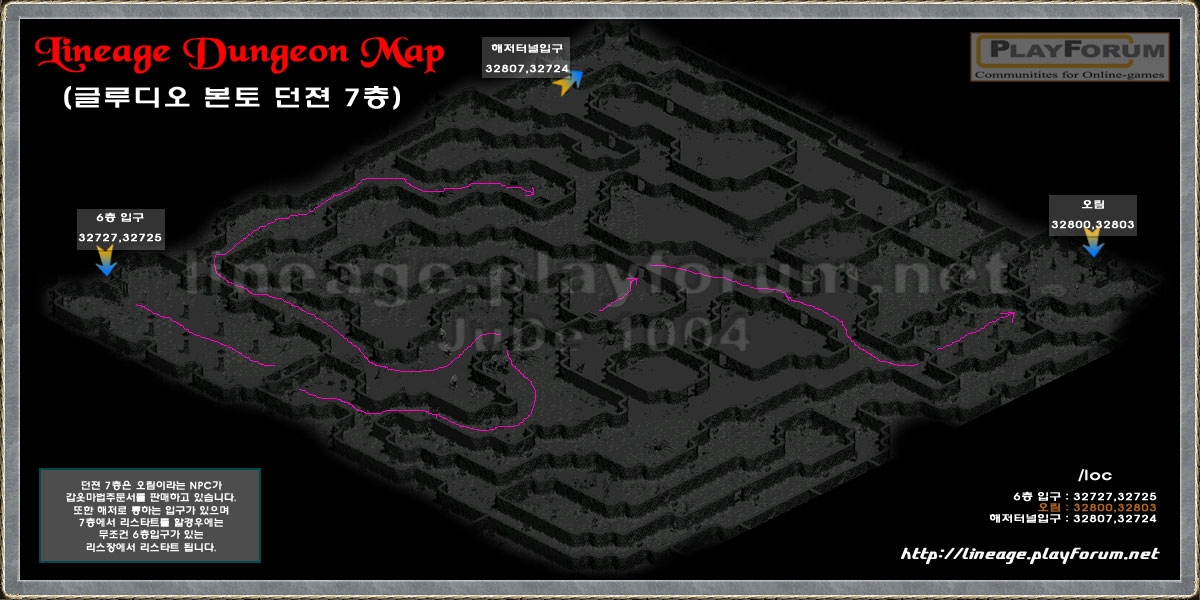 Lineage Dungeon Map
(글루디오 본토 던젼 7층)
해저터널입구
32807,32724
PLAYFORUM
Communitites for Online-games
6층 입구
32727,32725
오림
32800,32803
lineage.playforum.net
JuDe 1004
던젼 7층은 오림이라는 NPC가
갑옷마법주문서를 판매하고 있습니다.
또한 해저로 통하는 입구가 있으며
7층에서 리스타트를 할경우에는
무조건 6층입구가 있는
리스장에서 리스타트 됩니다.
/loc
6층 입구 : 32727,32725
오림 : 32800,32803
해저터널입구 : 32807,32724
http://lineage.playforum.net